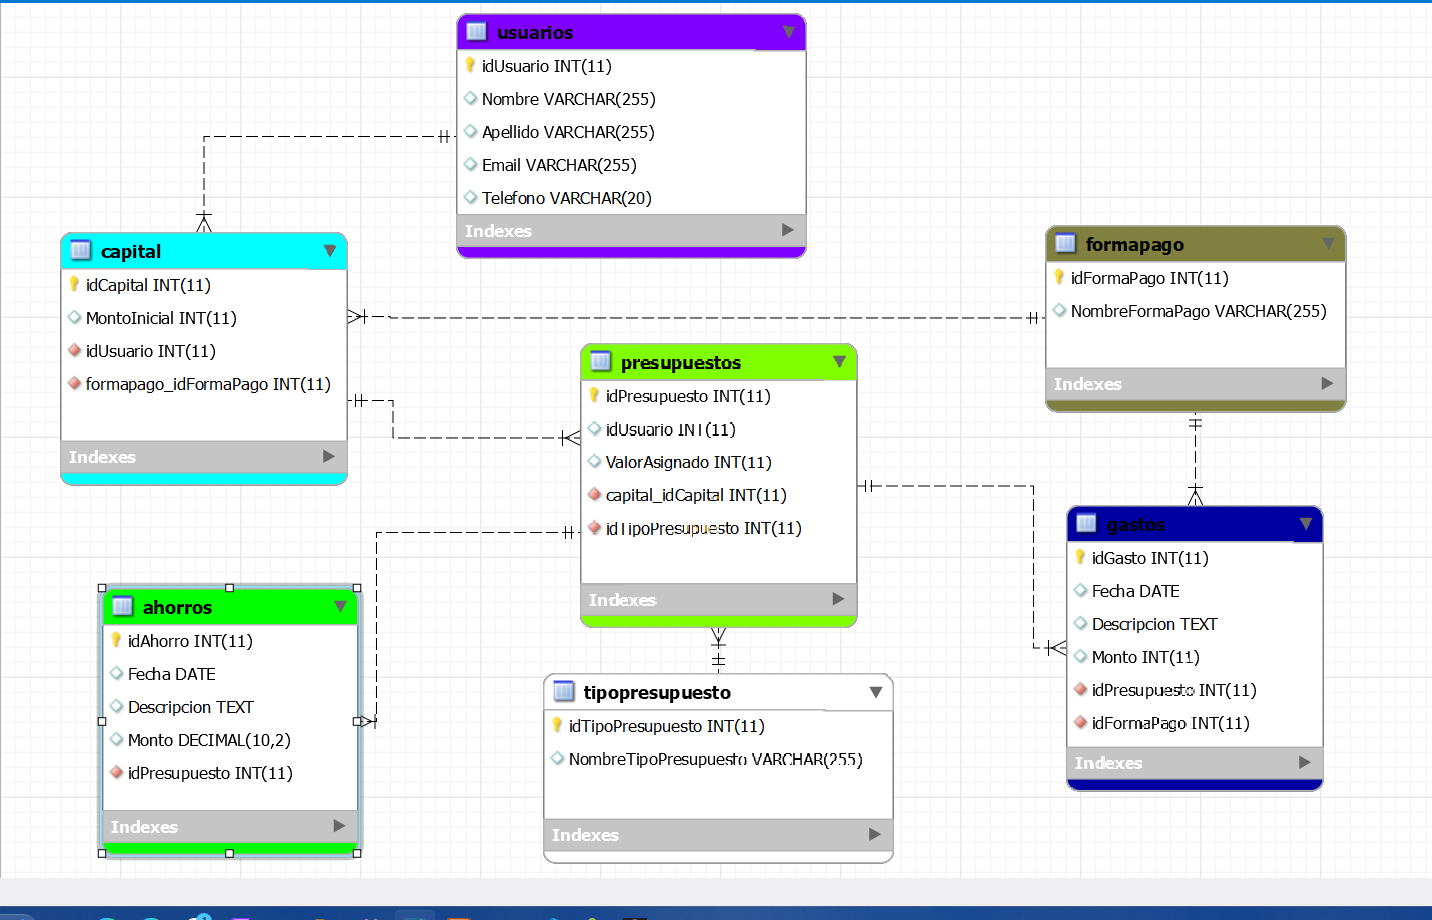 usuarios
idUsuario INT(11)
Nombre VARCHAR(255)
Apellido VARCHAR(255)
Email VARCHAR(255)
Telefono VARCHAR(20)
Indexes
capital
idCapital INT(11)
MontoInicial INT(11)
idUsuario INT(11)
formapago_idFormaPago INT(11)
Indexes
formapago
idFormaPago INT(11)
NombreFormaPago VARCHAR(255)
Indexes
presupuestos
idPresupuesto INT(11)
idUsuario INT(11)
ValorAsignado INT(11)
capital_idCapital INT(11)
idTipoPresupuesto INT(11)
Indexes
gastos
idGasto INT(11)
Fecha DATE
Descripcion TEXT
Monto INT(11)
idPresupuesto INT(11)
idFormaPago INT(11)
Indexes
ahorros
idAhorro INT(11)
Fecha DATE
Descripcion TEXT
Monto DECIMAL(10,2)
idPresupuesto INT(11)
Indexes
tipopresupuesto
idTipoPresupuesto INT(11)
NombreTipoPresupuesto VARCHAR(255)
Indexes